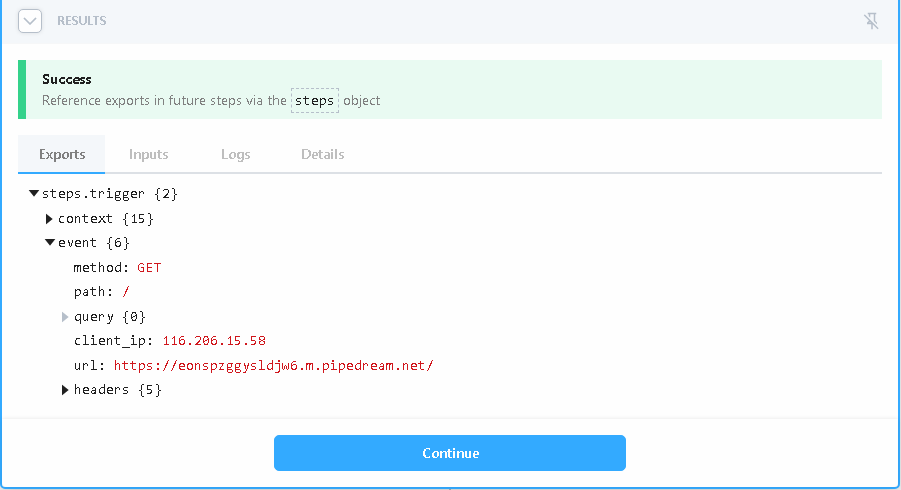 RESULTS
Success
Reference exports in future steps via the steps object
Exports Inputs Logs Details
steps.trigger {2}
context {15}
event {6}
method: GET
path: /
query {0}
client_ip: 116.206.15.58
url: https://eonspzggysldjw6.m.pipedream.net/
headers {5}
Continue